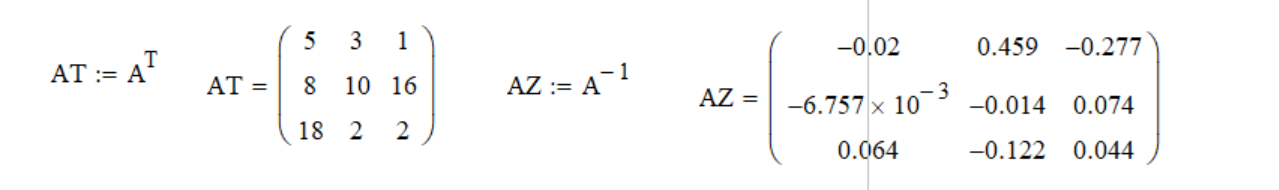 AT := A^T AT = ( 5 3 1 8 10 16 18 2 2 ) AZ := A^−1 AZ = ( −0.02 0.459 −0.277 −6.757 × 10^−3 −0.014 0.074 0.064 −0.122 0.044 )